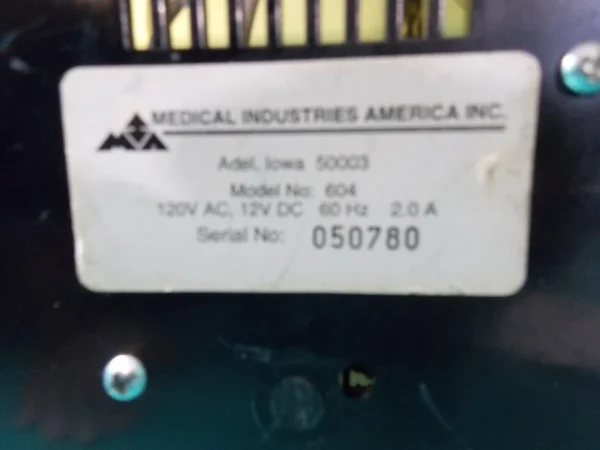 MEDICAL INDUSTRIES AMERICA INC.
Adel, Iowa 50003
Model No: 604
120V AC, 12V DC 60 Hz 2.0 A
Serial No: 050780